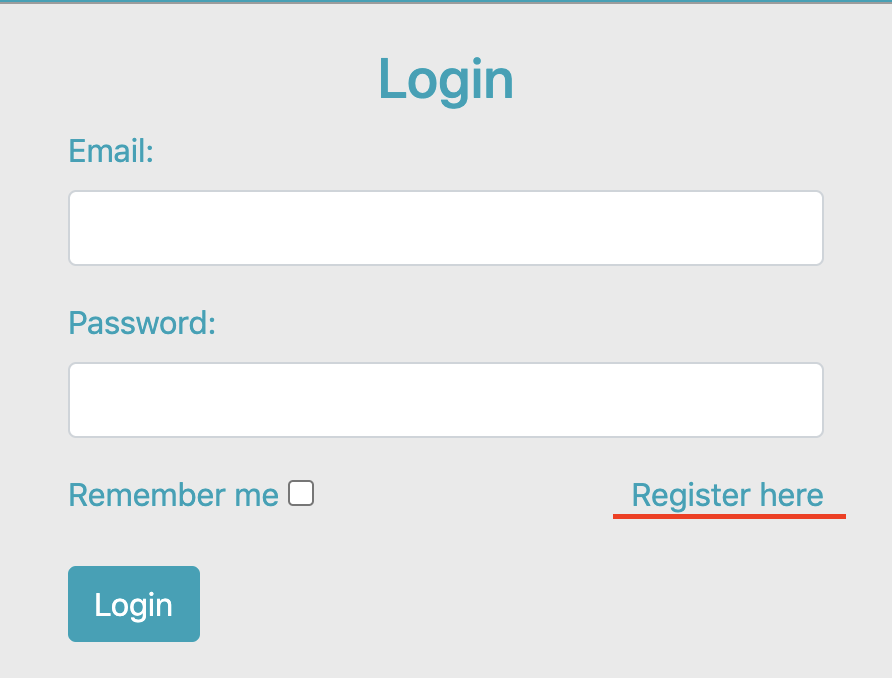 Login
Email:
Password:
Remember me Register here
Login